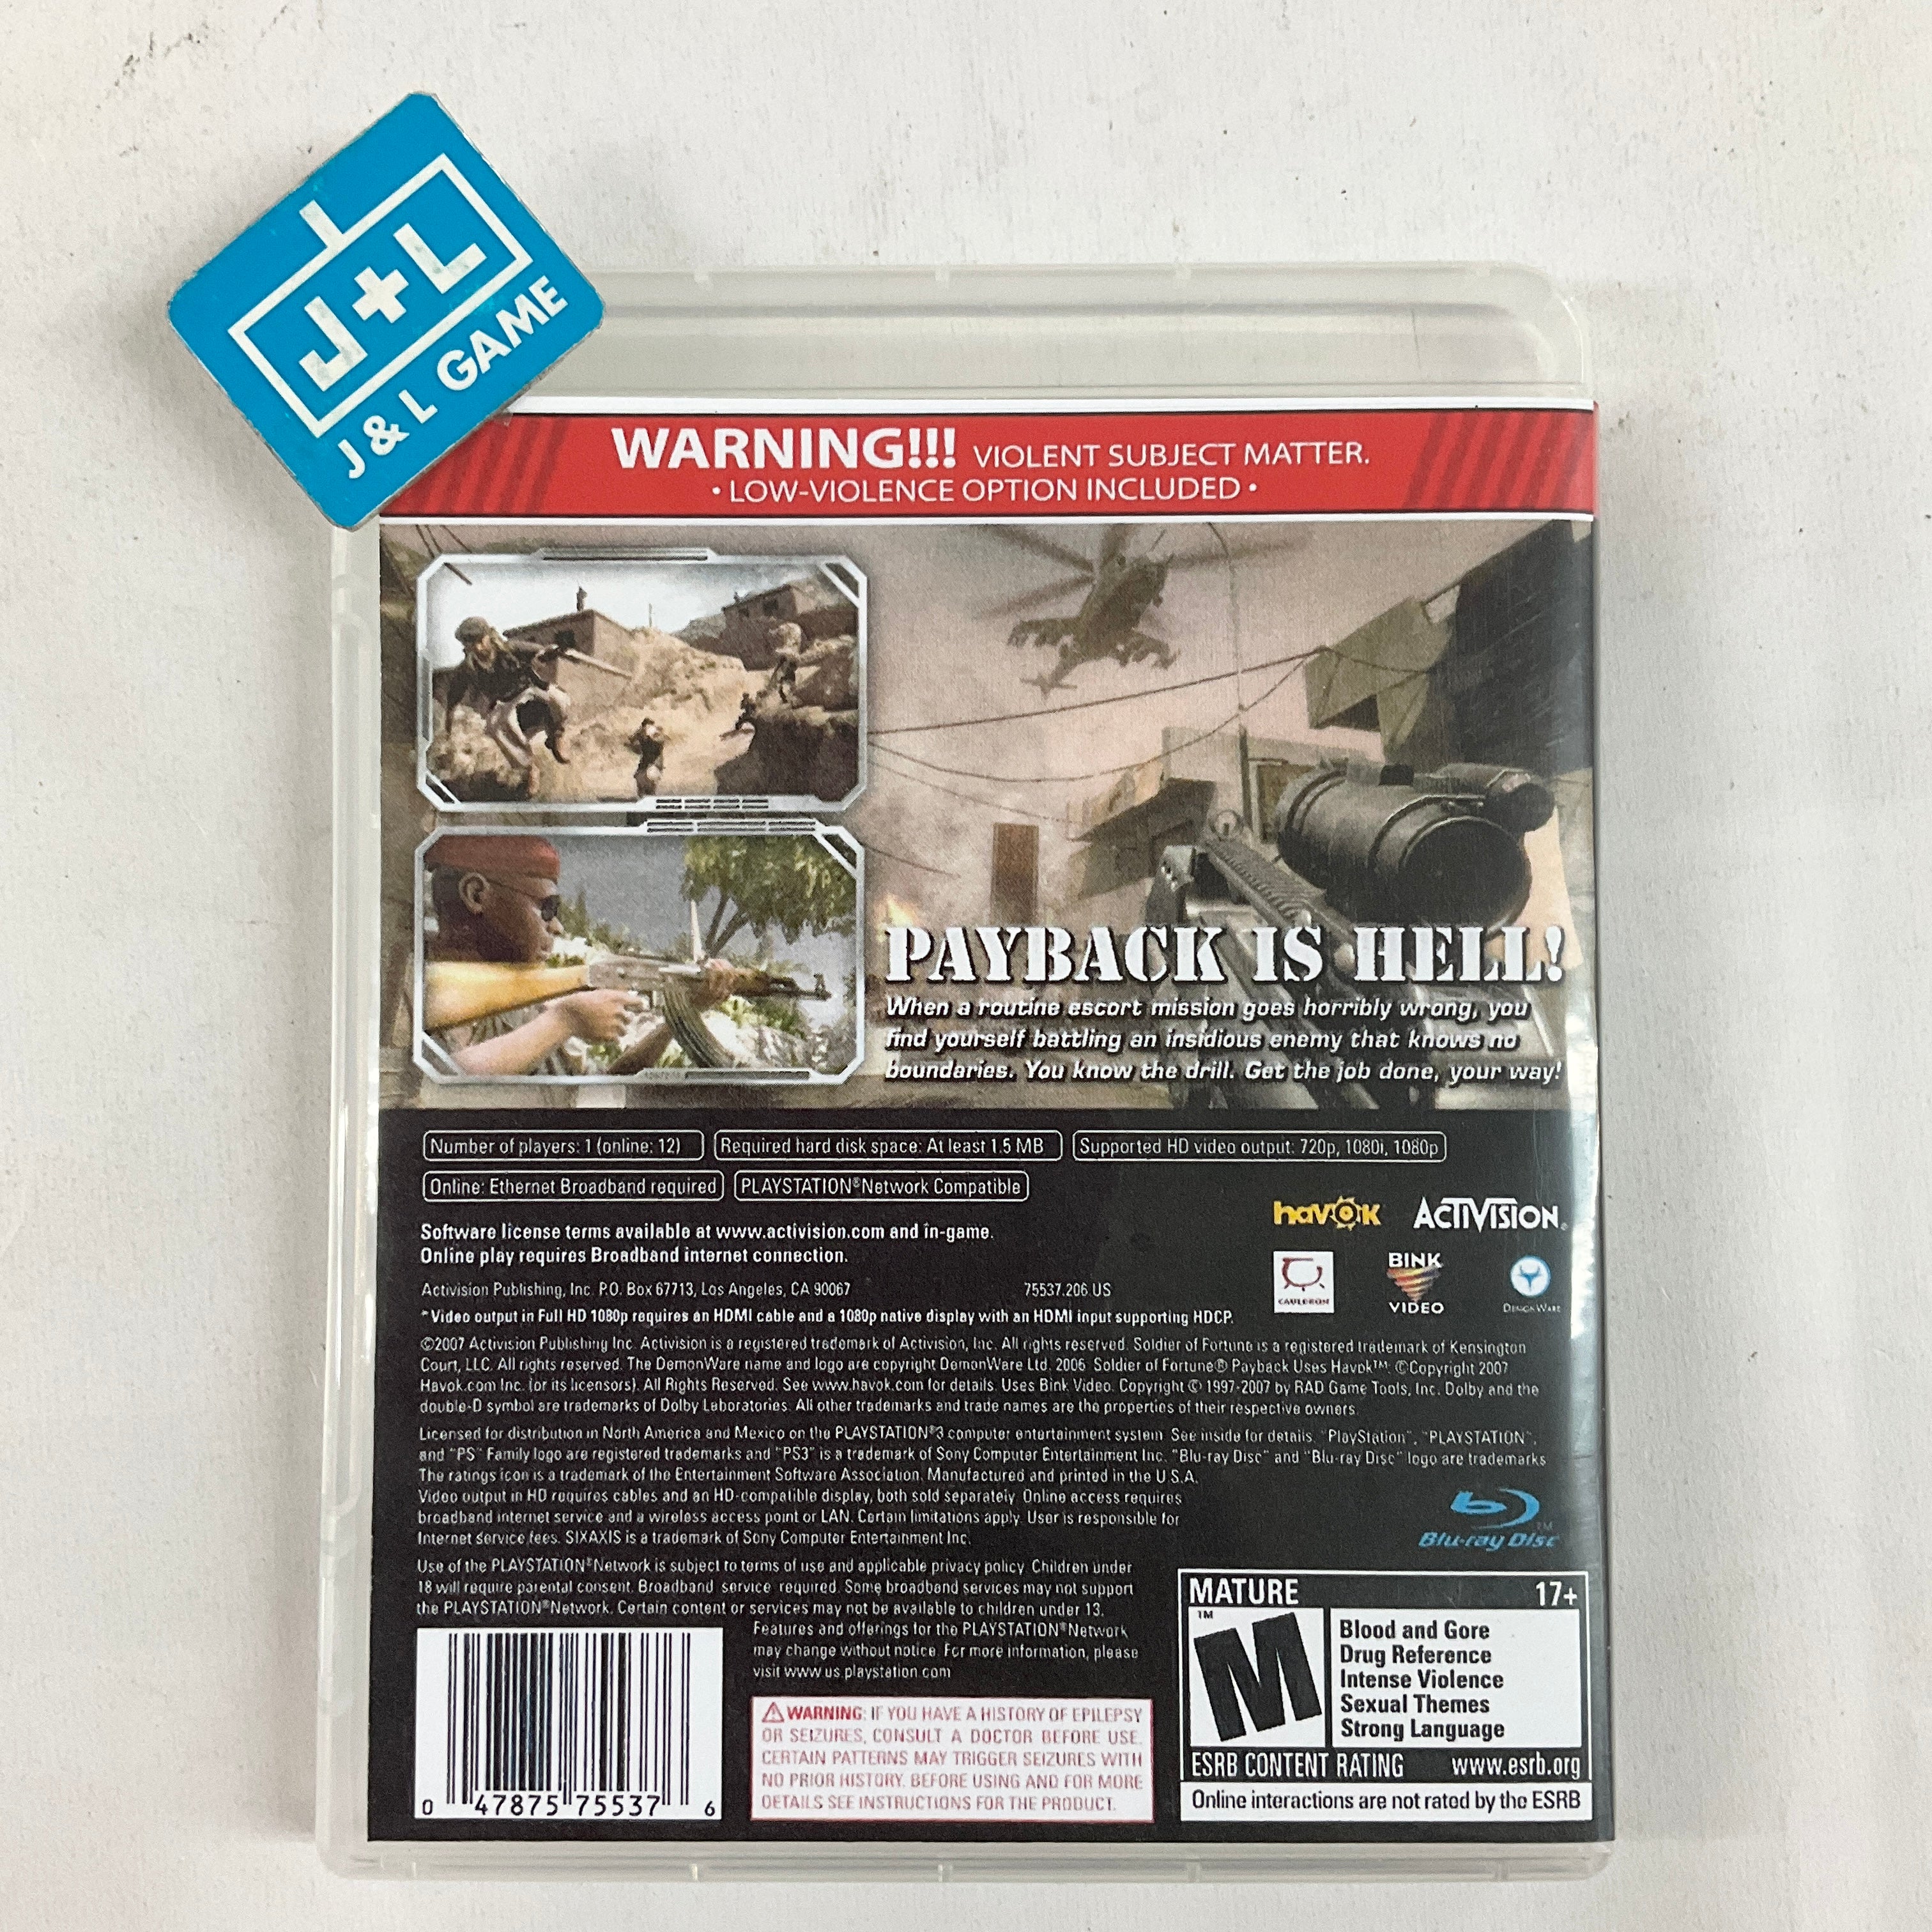 J+L
J & L GAME
WARNING!!! VIOLENT SUBJECT MATTER.
• LOW-VIOLENCE OPTION INCLUDED •
PAYBACK IS HELL!
When a routine escort mission goes horribly wrong, you
find yourself battling an insidious enemy that knows no
boundaries. You know the drill. Get the job done, your way!
Number of players: 1 (online: 12)
Required hard disk space: At least 1.5 MB
Supported HD video output: 720p, 1080i, 1080p
Online: Ethernet Broadband required
PLAYSTATION®Network Compatible
havok
ACTIVISION®
Software license terms available at www.activision.com and in-game.
Online play requires Broadband internet connection.
CAULDRON
BINK
VIDEO
DEMONWARE
Activision Publishing, Inc. P.O. Box 67713, Los Angeles, CA 90067
75537.206.US
*Video output in Full HD 1080p requires an HDMI cable and a 1080p native display with an HDMI input supporting HDCP.
©2007 Activision Publishing Inc. Activision is a registered trademark of Activision, Inc. All rights reserved. Soldier of Fortune is a registered trademark of Kensington
Court, LLC. All rights reserved. The DemonWare name and logo are copyright DemonWare Ltd. 2006. Soldier of Fortune® Payback Uses Havok™: ©Copyright 2007
Havok.com Inc. (or its licensors). All Rights Reserved. See www.havok.com for details. Uses Bink Video. Copyright © 1997-2007 by RAD Game Tools, Inc. Dolby and the
double-D symbol are trademarks of Dolby Laboratories. All other trademarks and trade names are the properties of their respective owners.
Licensed for distribution in North America and Mexico on the PLAYSTATION®3 computer entertainment system. See inside for details. "PlayStation", "PLAYSTATION",
and "PS" Family logo are registered trademarks and "PS3" is a trademark of Sony Computer Entertainment Inc. "Blu-ray Disc" and "Blu-ray Disc" logo are trademarks
The ratings icon is a trademark of the Entertainment Software Association. Manufactured and printed in the U.S.A.
Video output in HD requires cables and an HD-compatible display, both sold separately. Online access requires
broadband internet service and a wireless access point or LAN. Certain limitations apply. User is responsible for
Internet service fees. SIXAXIS is a trademark of Sony Computer Entertainment Inc.
Blu-ray Disc
Use of the PLAYSTATION®Network is subject to terms of use and applicable privacy policy. Children under
18 will require parental consent. Broadband service required. Some broadband services may not support
the PLAYSTATION®Network. Certain content or services may not be available to children under 13.
Features and offerings for the PLAYSTATION®Network
may change without notice. For more information, please
visit www.us.playstation.com
0 47875 75537 6
⚠WARNING: IF YOU HAVE A HISTORY OF EPILEPSY
OR SEIZURES, CONSULT A DOCTOR BEFORE USE.
CERTAIN PATTERNS MAY TRIGGER SEIZURES WITH
NO PRIOR HISTORY. BEFORE USING AND FOR MORE
DETAILS SEE INSTRUCTIONS FOR THE PRODUCT.
MATURE 17+
M™
Blood and Gore
Drug Reference
Intense Violence
Sexual Themes
Strong Language
ESRB CONTENT RATING www.esrb.org
Online interactions are not rated by the ESRB